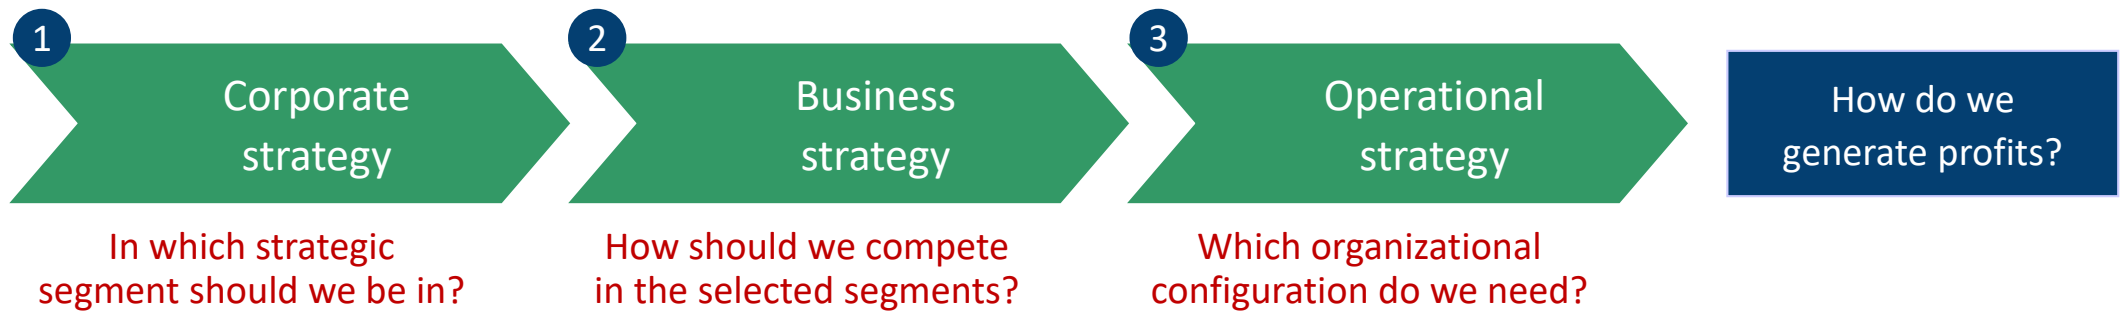 1
Corporate
strategy
In which strategic
segment should we be in?
2
Business
strategy
How should we compete
in the selected segments?
3
Operational
strategy
Which organizational
configuration do we need?
How do we
generate profits?